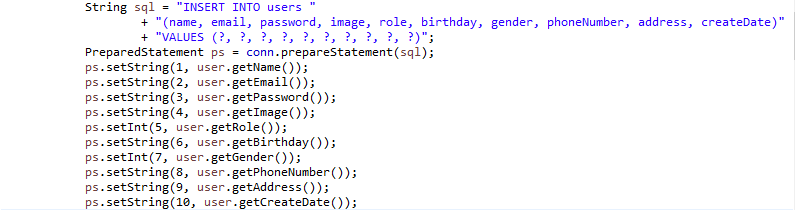 String sql = "INSERT INTO users "
+ "(name, email, password, image, role, birthday, gender, phoneNumber, address, createDate)"
+ "VALUES (?, ?, ?, ?, ?, ?, ?, ?, ?, ?)";
PreparedStatement ps = conn.prepareStatement(sql);
ps.setString(1, user.getName());
ps.setString(2, user.getEmail());
ps.setString(3, user.getPassword());
ps.setString(4, user.getImage());
ps.setInt(5, user.getRole());
ps.setString(6, user.getBirthday());
ps.setInt(7, user.getGender());
ps.setString(8, user.getPhoneNumber());
ps.setString(9, user.getAddress());
ps.setString(10, user.getCreateDate());